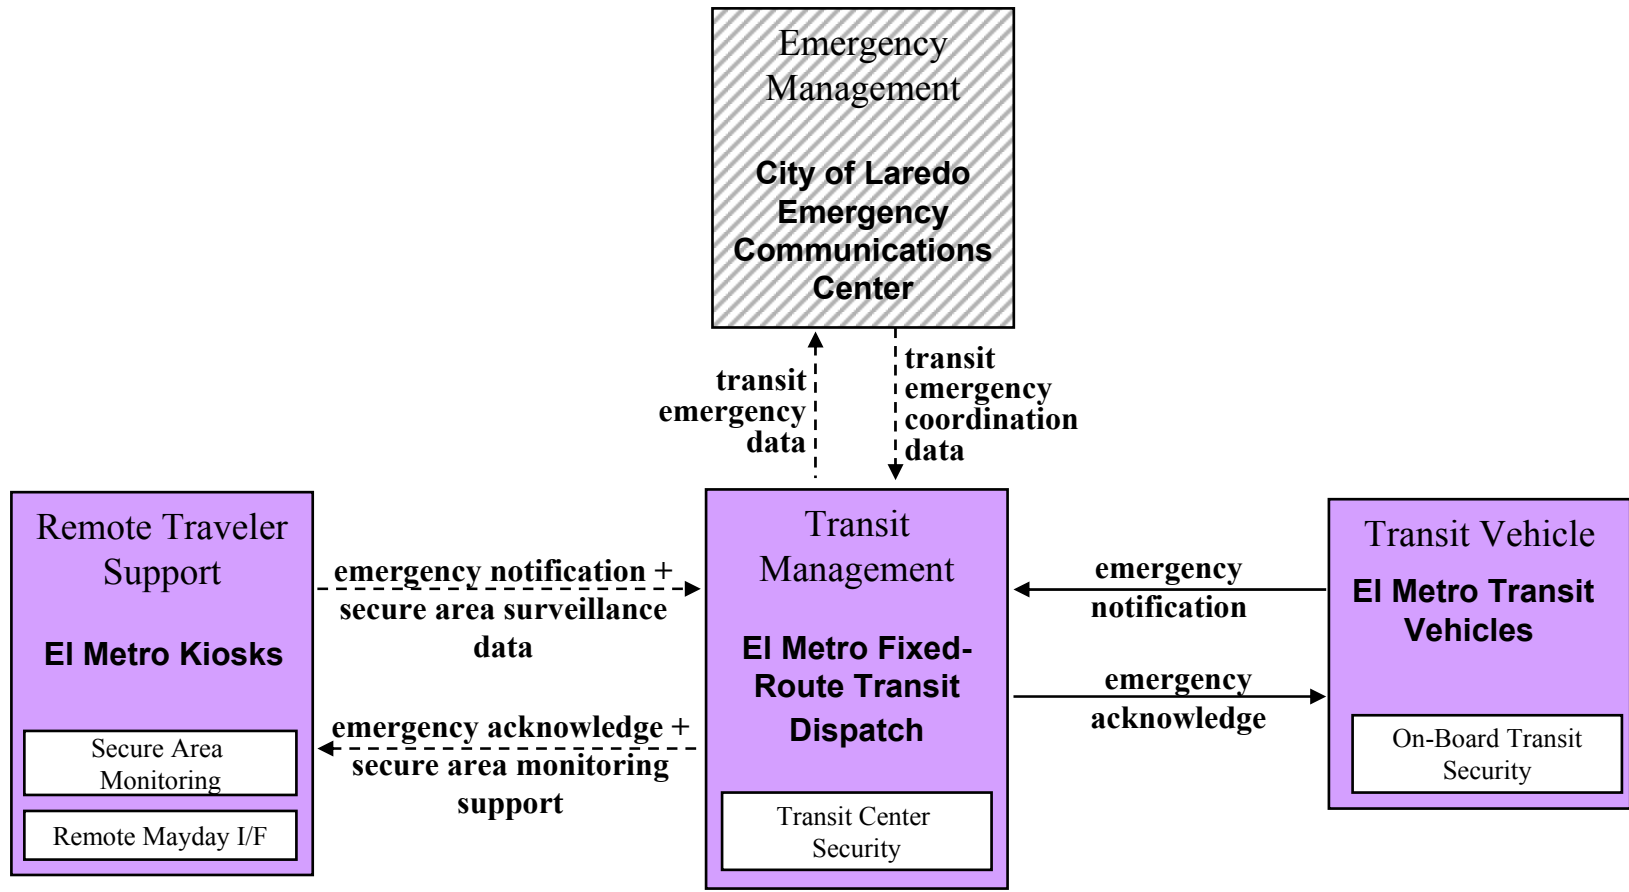 Emergency
Management
City of Laredo
Emergency
Communications
Center
transit
emergency
data
transit
emergency
coordination
data
Remote Traveler
Support
El Metro Kiosks
Secure Area
Monitoring
Remote Mayday I/F
emergency notification +
secure area surveillance
data
emergency acknowledge +
secure area monitoring
support
Transit
Management
El Metro Fixed-
Route Transit
Dispatch
Transit Center
Security
emergency
notification
emergency
acknowledge
Transit Vehicle
El Metro Transit
Vehicles
On-Board Transit
Security